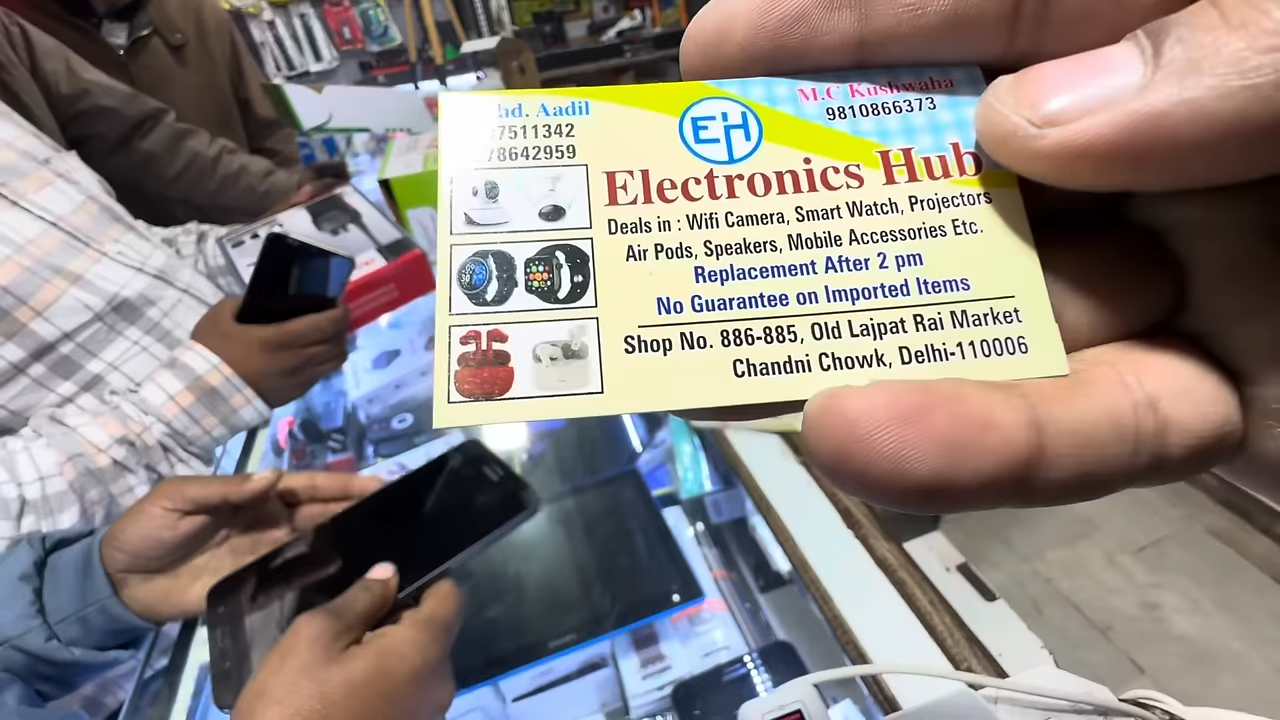 Aadil
7511342
78642959
EH
M.C Kushwaha
9810866373
Electronics Hub
Deals in : Wifi Camera, Smart Watch, Projectors
Air Pods, Speakers, Mobile Accessories Etc.
Replacement After 2 pm
No Guarantee on Imported Items
Shop No. 886-885, Old Lajpat Rai Market
Chandni Chowk, Delhi-110006